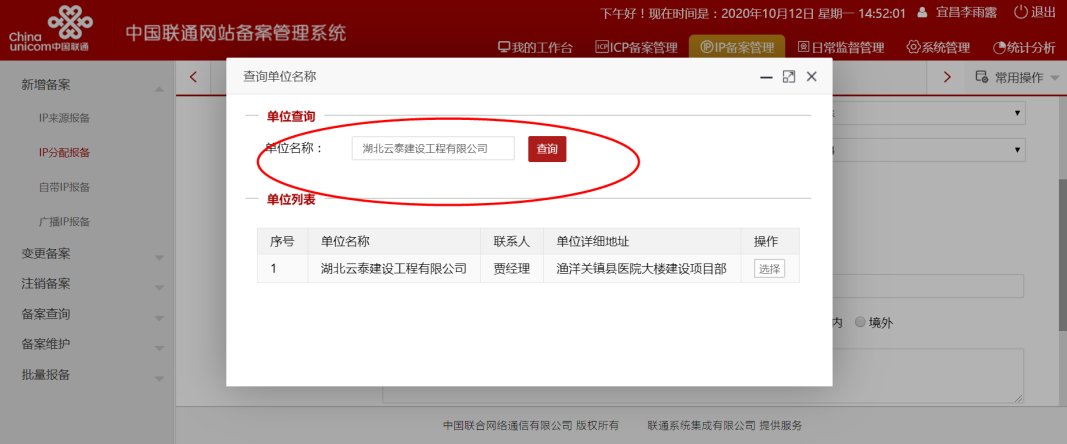 下午好！现在时间是：2020年10月12日 星期一 14:52:01 宜昌李雨露 退出
China
unicom中国联通
中国联通网站备案管理系统
我的工作台 ICP备案管理 IP备案管理 日常监督管理 系统管理 统计分析
常用操作
新增备案
IP来源报备
IP分配报备
自带IP报备
广播IP报备
变更备案
注销备案
备案查询
备案维护
批量报备
查询单位名称
单位查询
单位名称： 湖北云泰建设工程有限公司 查询
单位列表
序号 单位名称 联系人 单位详细地址 操作
1 湖北云泰建设工程有限公司 贾经理 渔洋关镇县医院大楼建设项目部 选择
内 境外
中国联合网络通信有限公司 版权所有 联通系统集成有限公司 提供服务